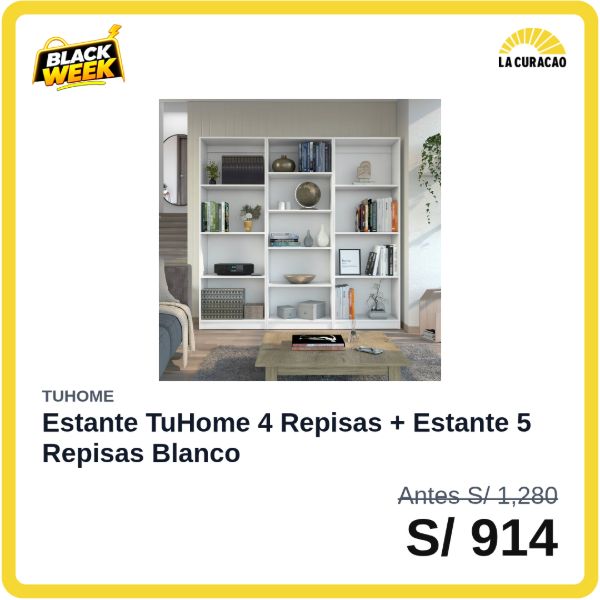 BLACK
WEEK
LA CURACAO
TUHOME
Estante TuHome 4 Repisas + Estante 5
Repisas Blanco
Antes S/ 1,280
S/ 914